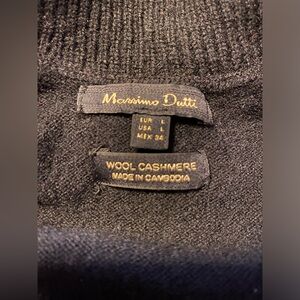 Massimo Dutti
EUR L
USA L
MEX 34
WOOL CASHMERE
MADE IN CAMBODIA